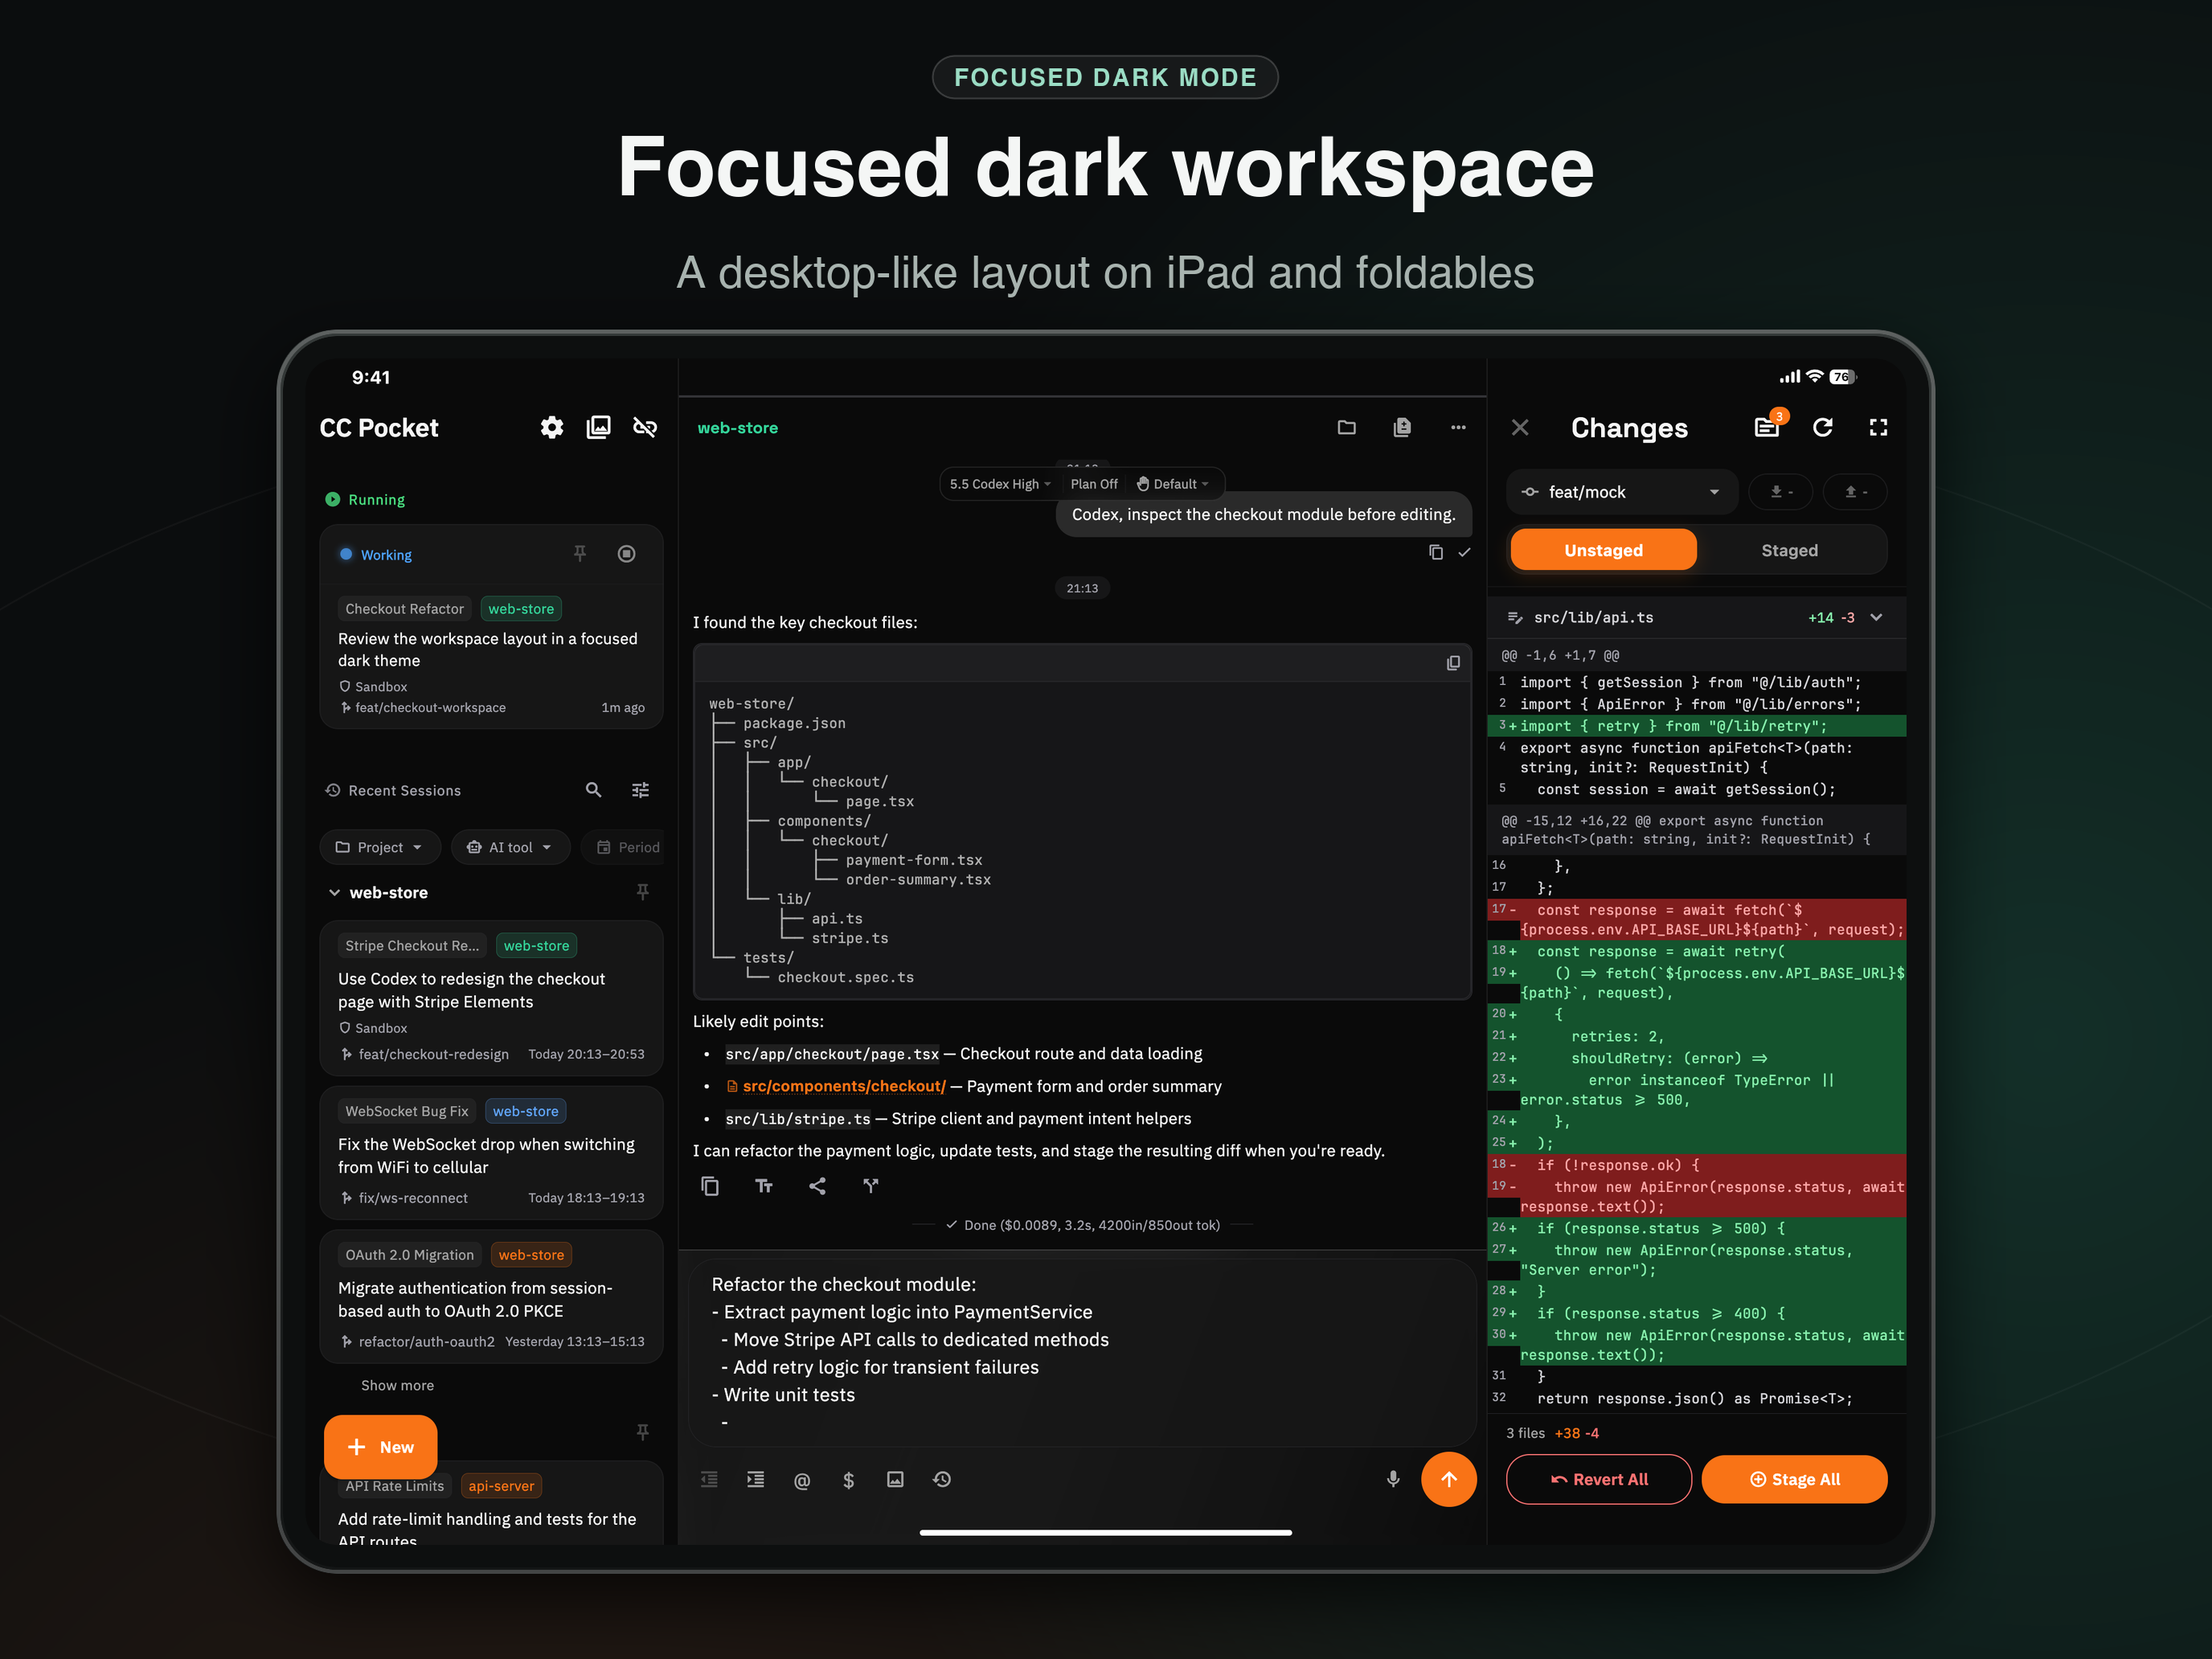 FOCUSED DARK MODE
Focused dark workspace
A desktop-like layout on iPad and foldables
9:41
CC Pocket
Running
Working
Checkout Refactor
web-store
Review the workspace layout in a focused
dark theme
Sandbox
feat/checkout-workspace
1m ago
Recent Sessions
Project
AI tool
Period
web-store
Stripe Checkout Re...
web-store
Use Codex to redesign the checkout
page with Stripe Elements
Sandbox
feat/checkout-redesign
Today 20:13–20:53
WebSocket Bug Fix
web-store
Fix the WebSocket drop when switching
from WiFi to cellular
fix/ws-reconnect
Today 18:13–19:13
OAuth 2.0 Migration
web-store
Migrate authentication from session-
based auth to OAuth 2.0 PKCE
refactor/auth-oauth2
Yesterday 13:13–15:13
Show more
+ New
API Rate Limits
api-server
Add rate-limit handling and tests for the
API routes
web-store
5.5 Codex High
Plan Off
Default
Codex, inspect the checkout module before editing.
21:13
I found the key checkout files:
web-store/
├── package.json
├── src/
│   ├── app/
│   │   └── checkout/
│   │       └── page.tsx
│   ├── components/
│   │   └── checkout/
│   │       ├── payment-form.tsx
│   │       └── order-summary.tsx
│   └── lib/
│       ├── api.ts
│       └── stripe.ts
└── tests/
    └── checkout.spec.ts
Likely edit points:
• src/app/checkout/page.tsx — Checkout route and data loading
• src/components/checkout/ — Payment form and order summary
• src/lib/stripe.ts — Stripe client and payment intent helpers
I can refactor the payment logic, update tests, and stage the resulting diff when you're ready.
Done ($0.0089, 3.2s, 4200in/850out tok)
Refactor the checkout module:
- Extract payment logic into PaymentService
  - Move Stripe API calls to dedicated methods
  - Add retry logic for transient failures
- Write unit tests
  -
@ $
76
Changes
3
feat/mock
-
-
Unstaged
Staged
src/lib/api.ts
+14 -3
@@ -1,6 +1,7 @@
1 import { getSession } from "@/lib/auth";
2 import { ApiError } from "@/lib/errors";
3 + import { retry } from "@/lib/retry";
4 export async function apiFetch<T>(path:
string, init?: RequestInit) {
5   const session = await getSession();
@@ -15,12 +16,22 @@ export async function
apiFetch<T>(path: string, init?: RequestInit) {
16     },
17   };
17 -   const response = await fetch(`$
{process.env.API_BASE_URL}${path}`, request);
18 +   const response = await retry(
19 +     () => fetch(`${process.env.API_BASE_URL}$
{path}`, request),
20 +     {
21 +       retries: 2,
22 +       shouldRetry: (error) =>
23 +         error instanceof TypeError ||
error.status >= 500,
24 +     },
25 +   );
18 -   if (!response.ok) {
19 -     throw new ApiError(response.status, await
response.text());
26 +   if (response.status >= 500) {
27 +     throw new ApiError(response.status,
"Server error");
28 +   }
29 +   if (response.status >= 400) {
30 +     throw new ApiError(response.status, await
response.text());
31   }
32   return response.json() as Promise<T>;
3 files +38 -4
Revert All
Stage All